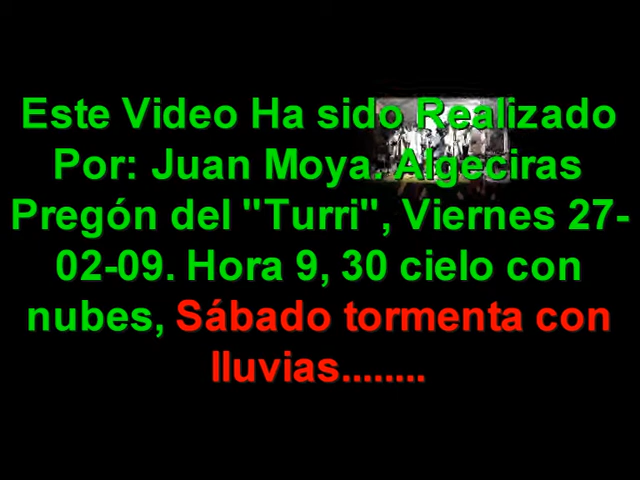 Este Video Ha sido Realizado
Por: Juan Moya. Algeciras
Pregón del "Turri", Viernes 27-
02-09. Hora 9, 30 cielo con
nubes, Sábado tormenta con
lluvias........